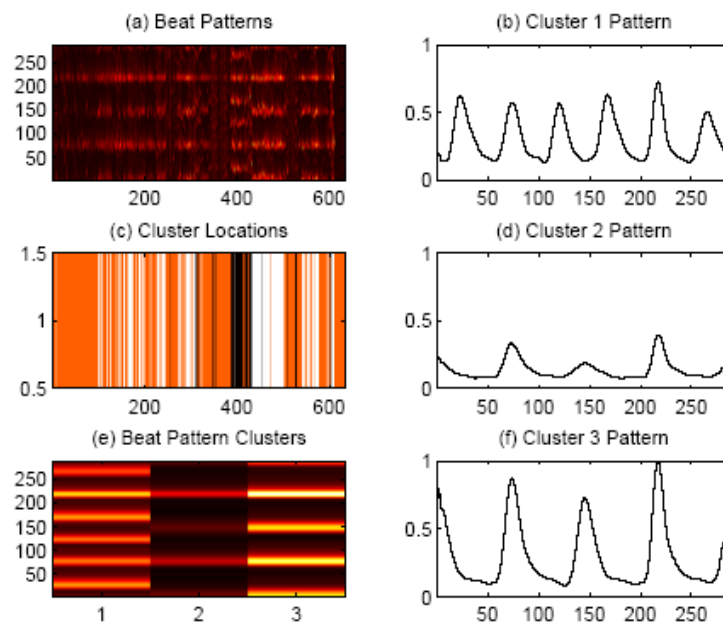 (a) Beat Patterns
250
200
150
100
50
200 400 600
(b) Cluster 1 Pattern
1
0.5
0
50 100 150 200 250
(c) Cluster Locations
1.5
1
0.5
200 400 600
(d) Cluster 2 Pattern
1
0.5
0
50 100 150 200 250
(e) Beat Pattern Clusters
250
200
150
100
50
1 2 3
(f) Cluster 3 Pattern
1
0.5
0
50 100 150 200 250